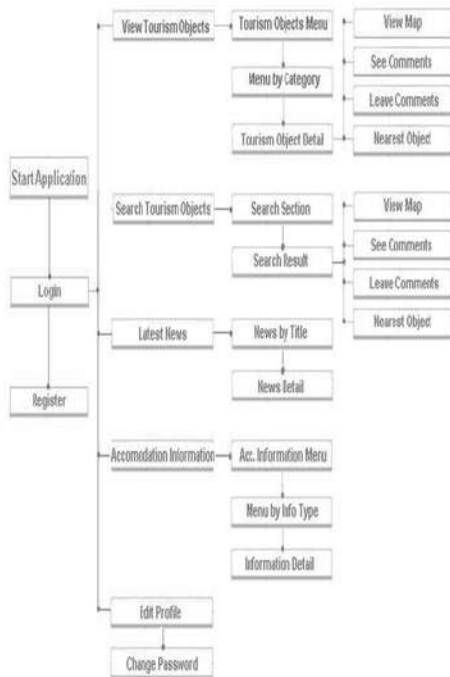 View Tourism Objects
Tourism Objects Menu
View Map
See Comments
Menu by Category
Leave Comments
Tourism Object Detail
Nearest Object
Start Application
Search Tourism Objects
Search Section
View Map
See Comments
Search Result
Leave Comments
Login
Nearest Object
Latest News
News by Title
News Detail
Register
Accomodation Information
Acc. Information Menu
Menu by Info Type
Information Detail
Edit Profile
Change Password